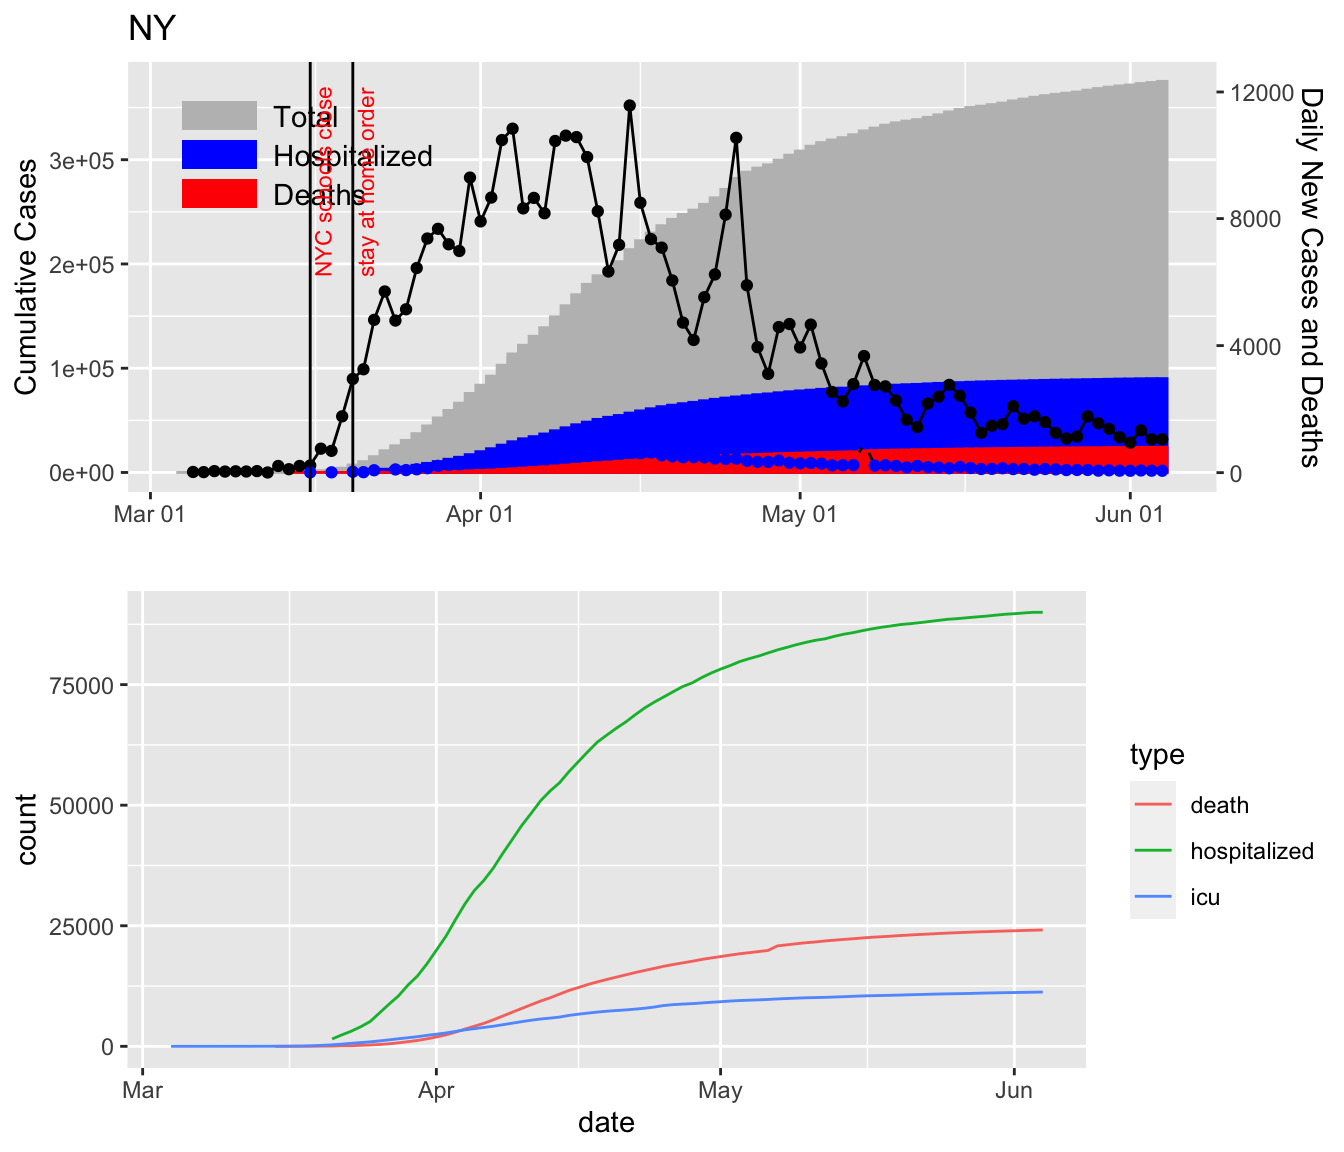 NY
Cumulative Cases
3e+05
2e+05
1e+05
0e+00
Total
Hospitalized
Deaths
NYC schools close
stay at home order
12000
8000
4000
0
Daily New Cases and Deaths
Mar 01
Apr 01
May 01
Jun 01
count
75000
50000
25000
0
Mar
Apr
May
Jun
date
type
death
hospitalized
icu